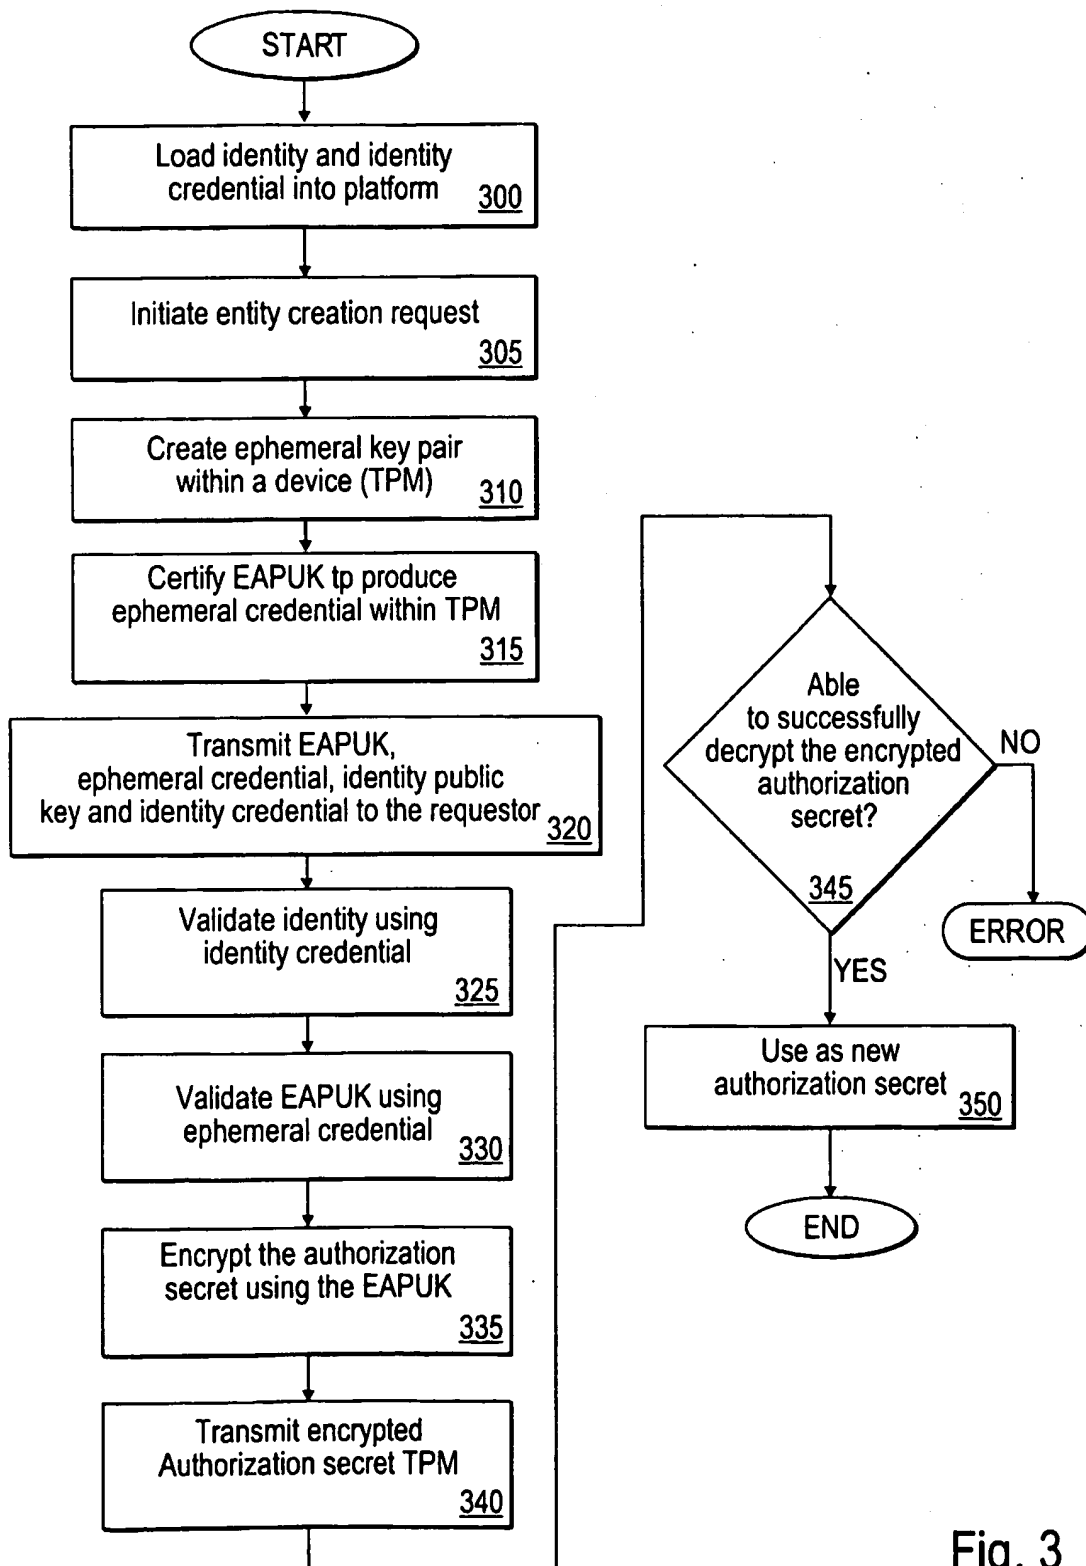 START
Load identity and identity
credential into platform
300
Initiate entity creation request
305
Create ephemeral key pair
within a device (TPM)
310
Certify EAPUK tp produce
ephemeral credential within TPM
315
Transmit EAPUK,
ephemeral credential, identity public
key and identity credential to the requestor
320
Validate identity using
identity credential
325
Validate EAPUK using
ephemeral credential
330
Encrypt the authorization
secret using the EAPUK
335
Transmit encrypted
Authorization secret TPM
340
Able
to successfully
decrypt the encrypted
authorization
secret?
345
NO
ERROR
YES
Use as new
authorization secret
350
END
Fig. 3